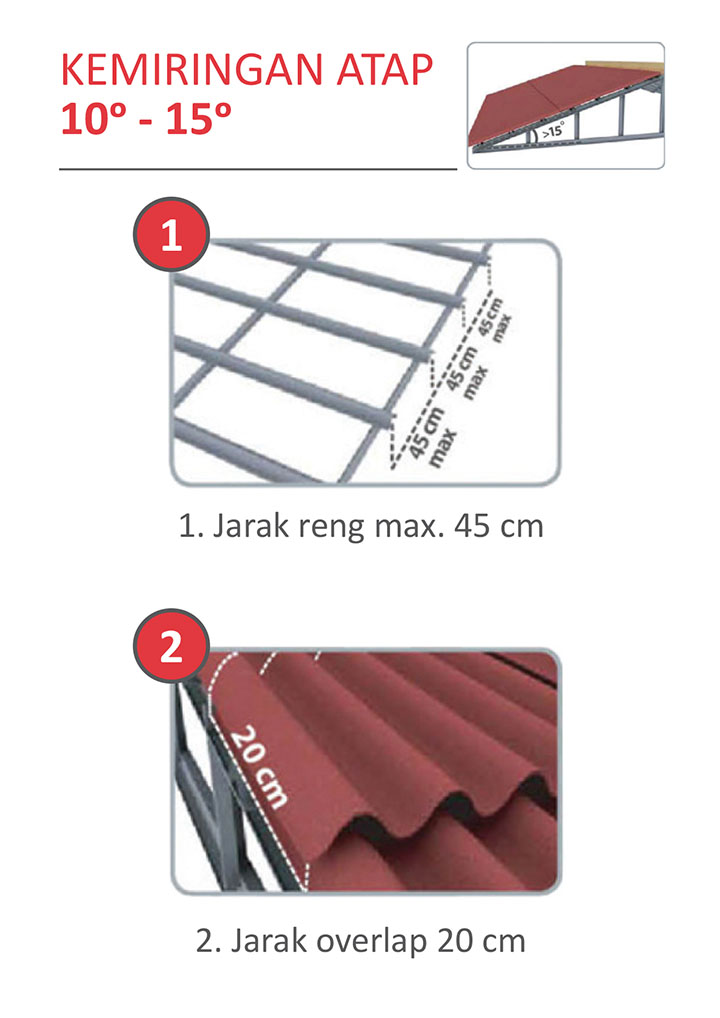 KEMIRINGAN ATAP
10º - 15º
>15°
1
45 cm
max
45 cm
max
45 cm
max
1. Jarak reng max. 45 cm
2
20 cm
2. Jarak overlap 20 cm